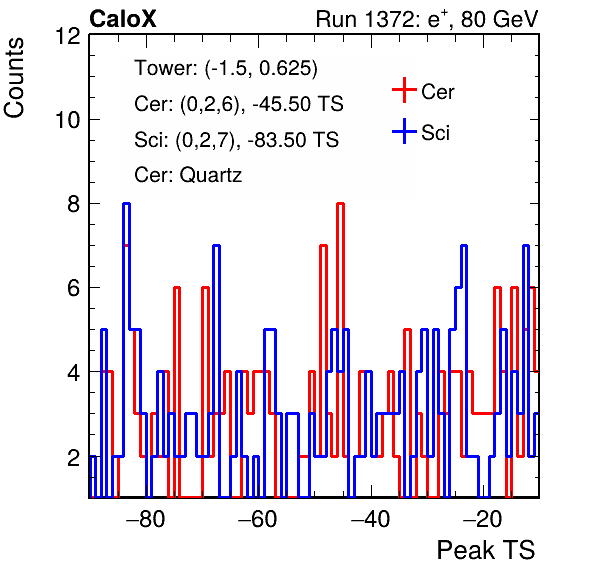 CaloX
Run 1372: e+, 80 GeV
Counts
12
10
8
6
4
2
Tower: (-1.5, 0.625)
Cer: (0,2,6), -45.50 TS
Sci: (0,2,7), -83.50 TS
Cer: Quartz
Cer
Sci
−80
−60
−40
−20
Peak TS